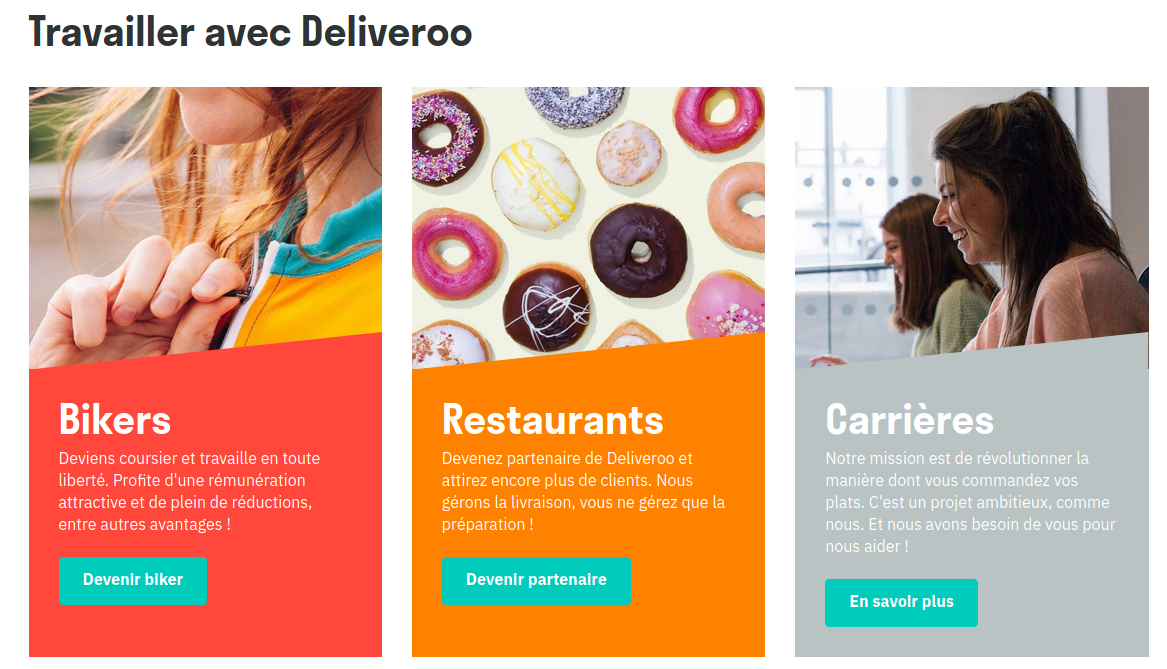 Travailler avec Deliveroo
Bikers
Deviens coursier et travaille en toute
liberté. Profite d'une rémunération
attractive et de plein de réductions,
entre autres avantages !
Devenir biker
Restaurants
Devenez partenaire de Deliveroo et
attirez encore plus de clients. Nous
gérons la livraison, vous ne gérez que la
préparation !
Devenir partenaire
Carrières
Notre mission est de révolutionner la
manière dont vous commandez vos
plats. C'est un projet ambitieux, comme
nous. Et nous avons besoin de vous pour
nous aider !
En savoir plus